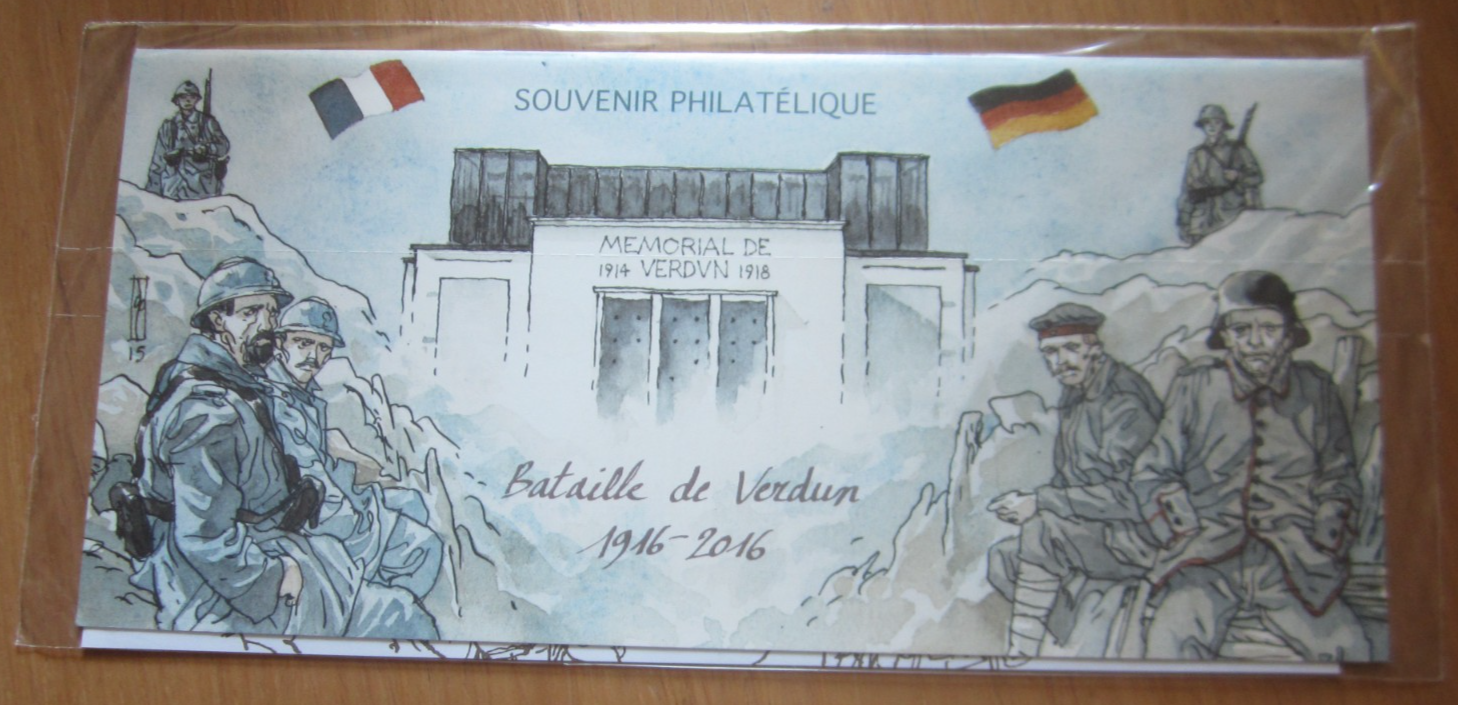 SOUVENIR PHILATÉLIQUE
MEMORIAL DE
1914 VERDVN 1918
15
Bataille de Verdun
1916-2016